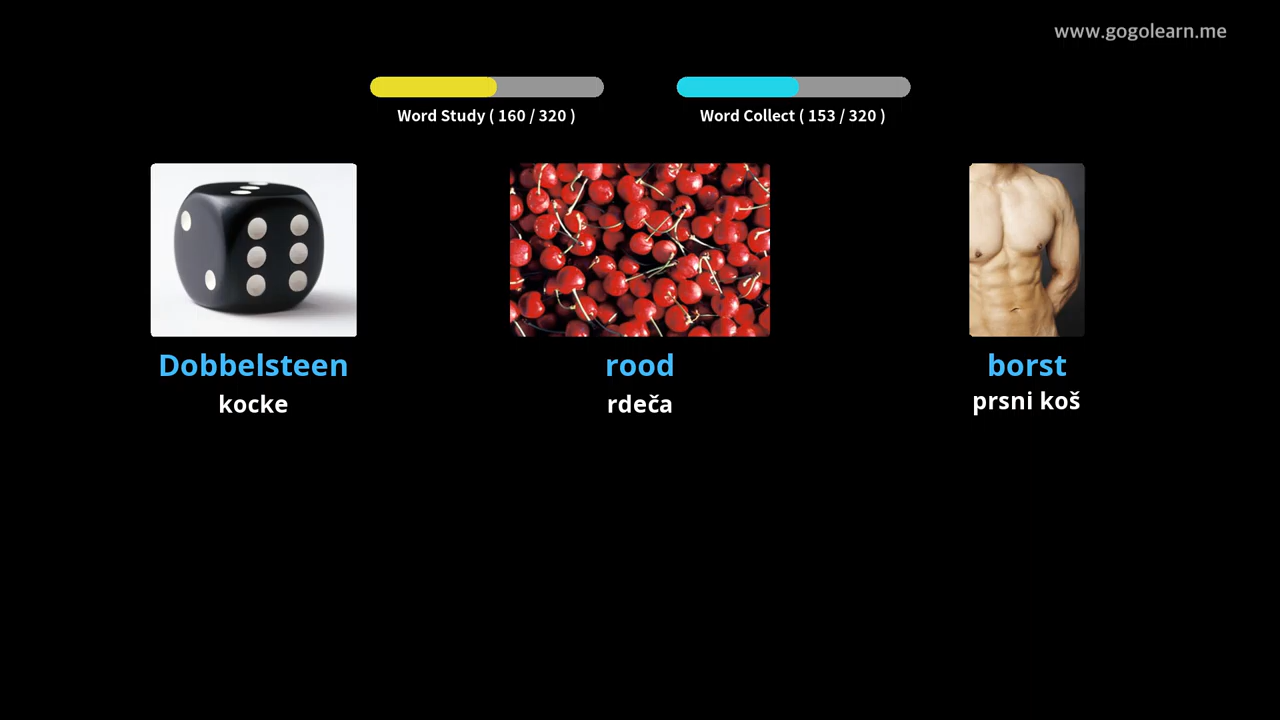 www.gogolearn.me
Word Study ( 160 / 320 )
Word Collect ( 153 / 320 )
Dobbelsteen
kocke
rood
rdeča
borst
prsni koš